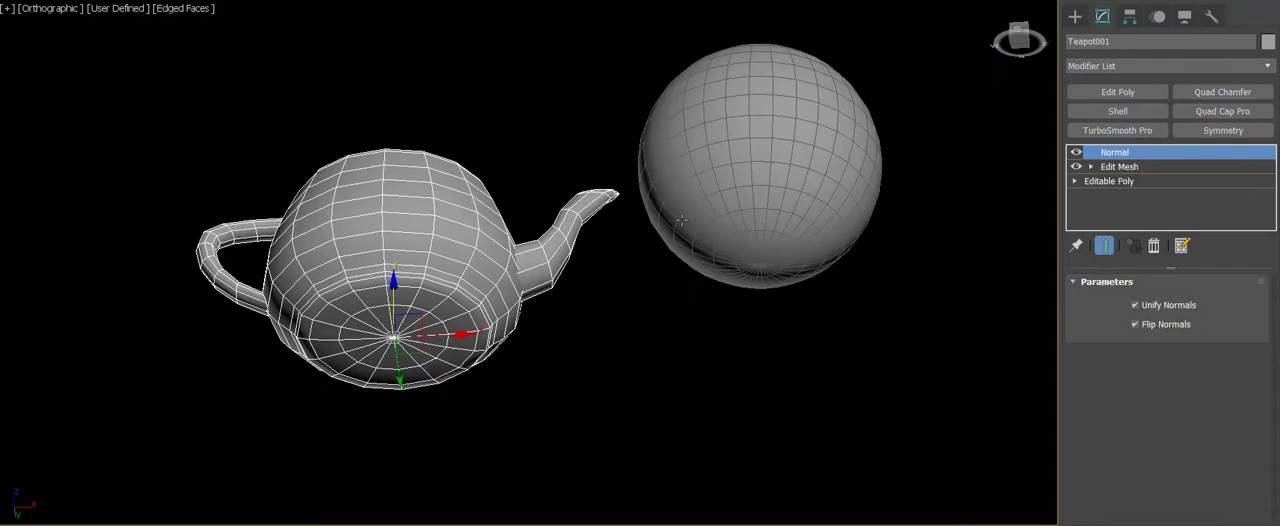 [+] [Orthographic] [User Defined] [Edged Faces]
Teapot001
Modifier List
Edit Poly
Quad Chamfer
Shell
Quad Cap Pro
TurboSmooth Pro
Symmetry
Normal
Edit Mesh
Editable Poly
Parameters
Unify Normals
Flip Normals
z
x
y